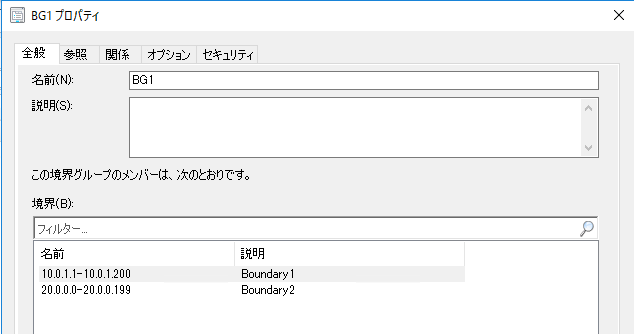 BG1 プロパティ
全般 参照 関係 オプション セキュリティ
名前(N): BG1
説明(S):
この境界グループのメンバーは、次のとおりです。
境界(B):
フィルター...
名前 説明
10.0.1.1-10.0.1.200 Boundary1
20.0.0.0-20.0.0.199 Boundary2